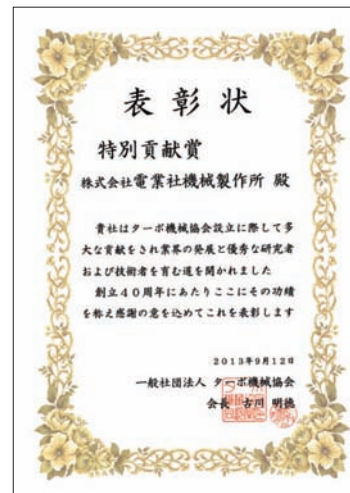 表彰状
特別貢献賞
株式会社電業社機械製作所 殿
貴社はターボ機械協会設立に際して多
大な貢献をされ業界の発展と優秀な研究者
および技術者を育む道を開かれました
創立40周年にあたりここにその功績
を称え感謝の意を込めてこれを表彰します
2013年9月12日
一般社団法人 ターボ機械協会
会長 古川 明徳